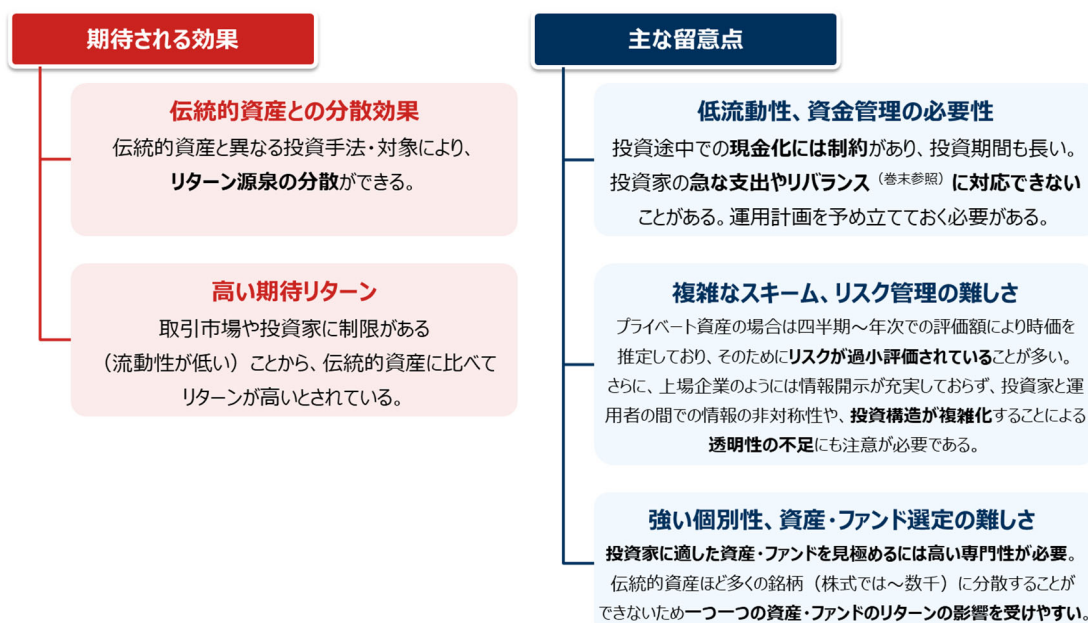 期待される効果
伝統的資産との分散効果
伝統的資産と異なる投資手法・対象により、
リターン源泉の分散ができる。
高い期待リターン
取引市場や投資家に制限がある
（流動性が低い）ことから、伝統的資産に比べて
リターンが高いとされている。
主な留意点
低流動性、資金管理の必要性
投資途中での現金化には制約があり、投資期間も長い。
投資家の急な支出やリバランス（巻末参照）に対応できない
ことがある。運用計画を予め立てておく必要がある。
複雑なスキーム、リスク管理の難しさ
プライベート資産の場合は四半期～年次での評価額により時価を
推定しており、そのためにリスクが過小評価されていることが多い。
さらに、上場企業のようには情報開示が充実しておらず、投資家と運
用者の間での情報の非対称性や、投資構造が複雑化することによる
透明性の不足にも注意が必要である。
強い個別性、資産・ファンド選定の難しさ
投資家に適した資産・ファンドを見極めるには高い専門性が必要。
伝統的資産ほど多くの銘柄（株式では～数千）に分散することが
できないため一つ一つの資産・ファンドのリターンの影響を受けやすい。